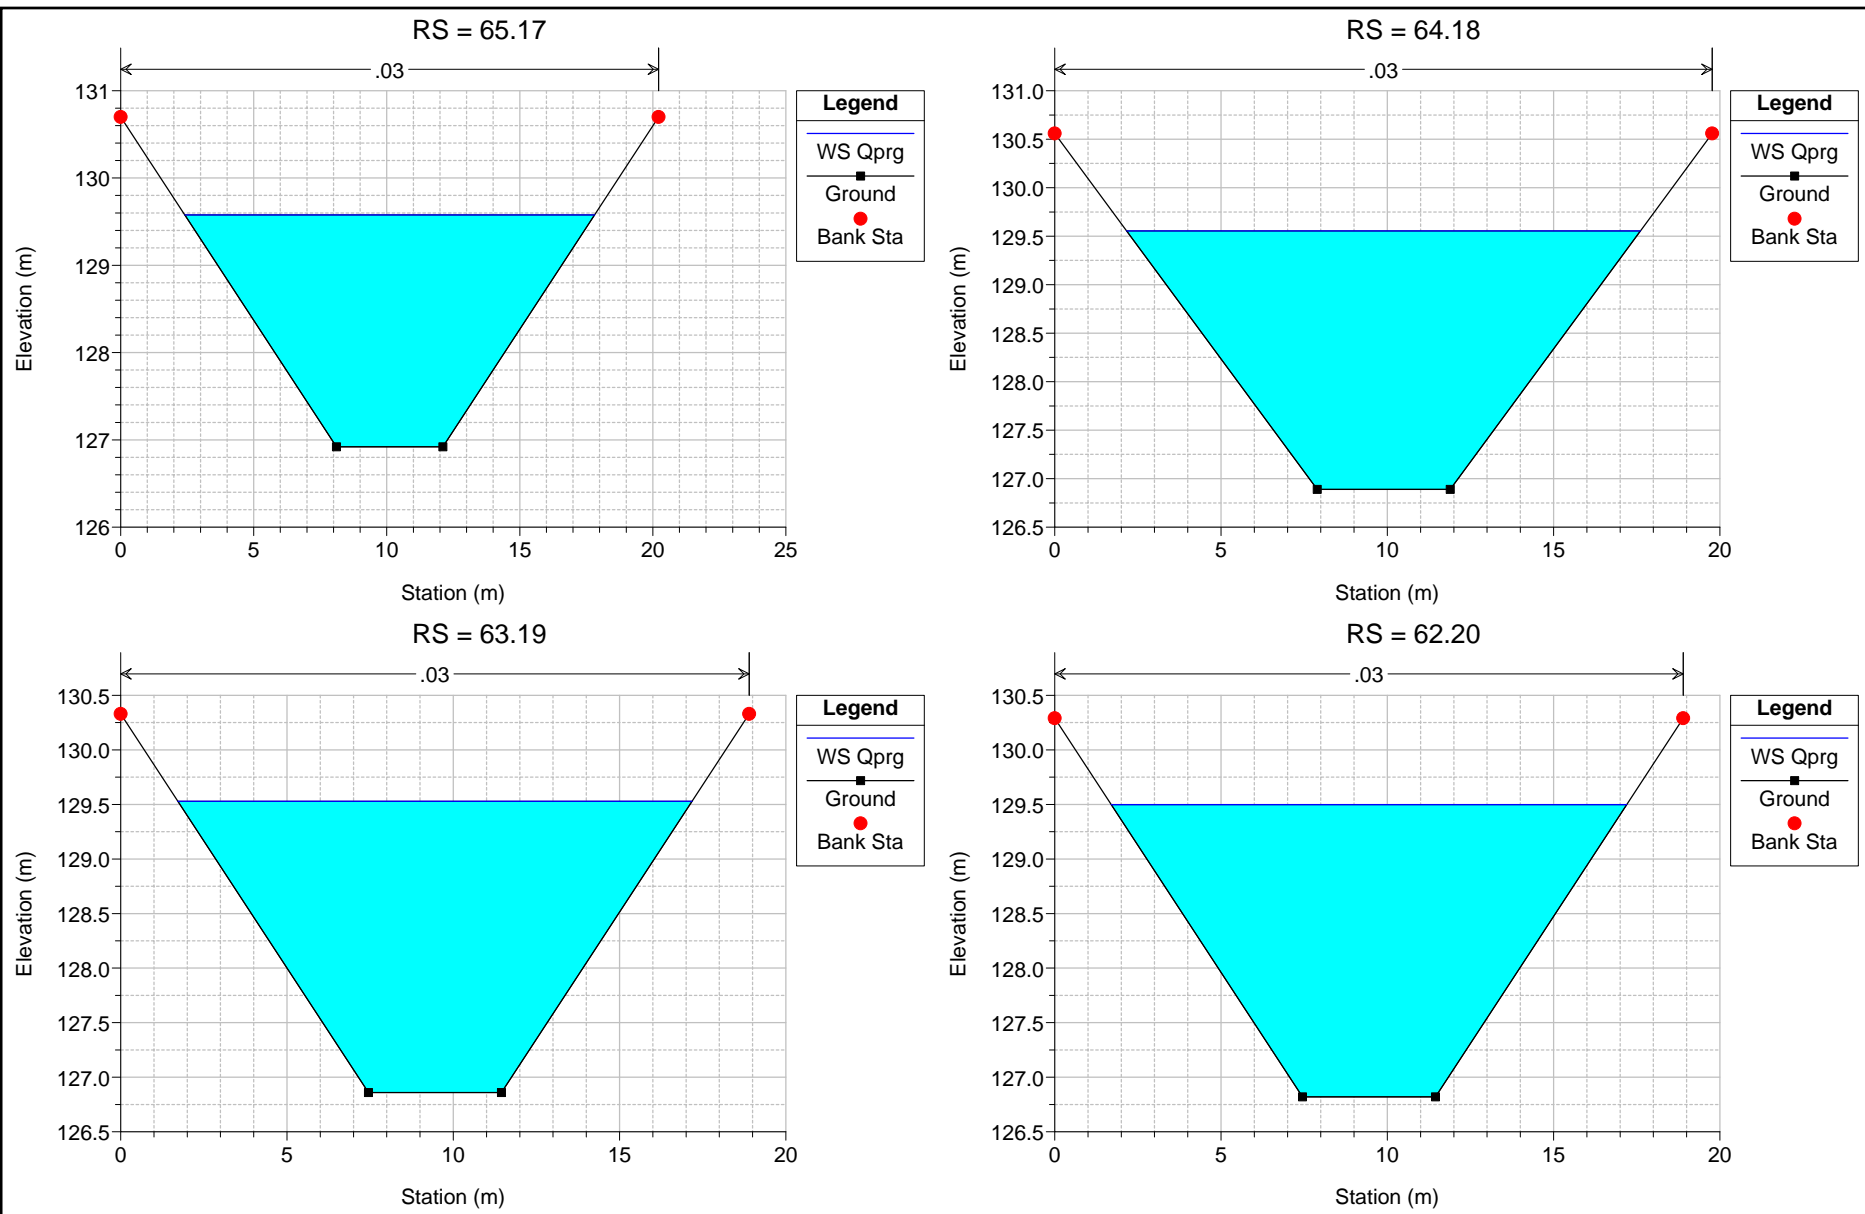 RS = 65.17
.03
131
130
129
128
127
126
0 5 10 15 20 25
Elevation (m)
Station (m)
Legend
WS Qprg
Ground
Bank Sta
RS = 64.18
.03
131.0
130.5
130.0
129.5
129.0
128.5
128.0
127.5
127.0
126.5
0 5 10 15 20
Elevation (m)
Station (m)
Legend
WS Qprg
Ground
Bank Sta
RS = 63.19
.03
130.5
130.0
129.5
129.0
128.5
128.0
127.5
127.0
126.5
0 5 10 15 20
Elevation (m)
Station (m)
Legend
WS Qprg
Ground
Bank Sta
RS = 62.20
.03
130.5
130.0
129.5
129.0
128.5
128.0
127.5
127.0
126.5
0 5 10 15 20
Elevation (m)
Station (m)
Legend
WS Qprg
Ground
Bank Sta